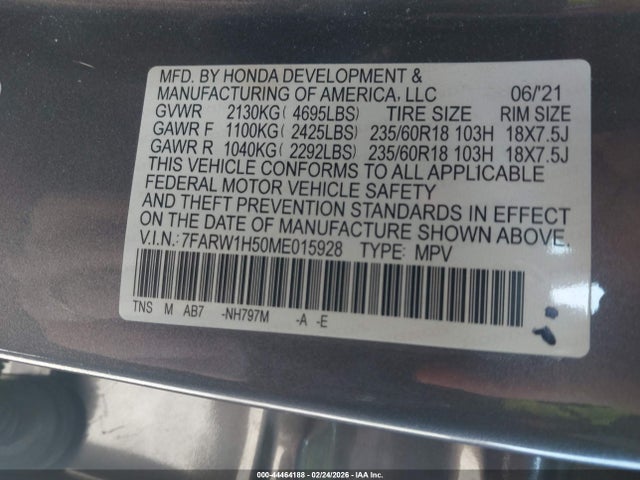 MFD. BY HONDA DEVELOPMENT &
MANUFACTURING OF AMERICA, LLC 06/'21
GVWR 2130KG ( 4695LBS) TIRE SIZE RIM SIZE
GAWR F 1100KG ( 2425LBS) 235/60R18 103H 18X7.5J
GAWR R 1040KG ( 2292LBS) 235/60R18 103H 18X7.5J
THIS VEHICLE CONFORMS TO ALL APPLICABLE
FEDERAL MOTOR VEHICLE SAFETY
AND THEFT PREVENTION STANDARDS IN EFFECT
ON THE DATE OF MANUFACTURE SHOWN ABOVE.
V.I.N.:7FARW1H50ME015928 TYPE: MPV
TNS M AB7 -NH797M -A -E
000-44464188 - 02/24/2026 - IAA Inc.